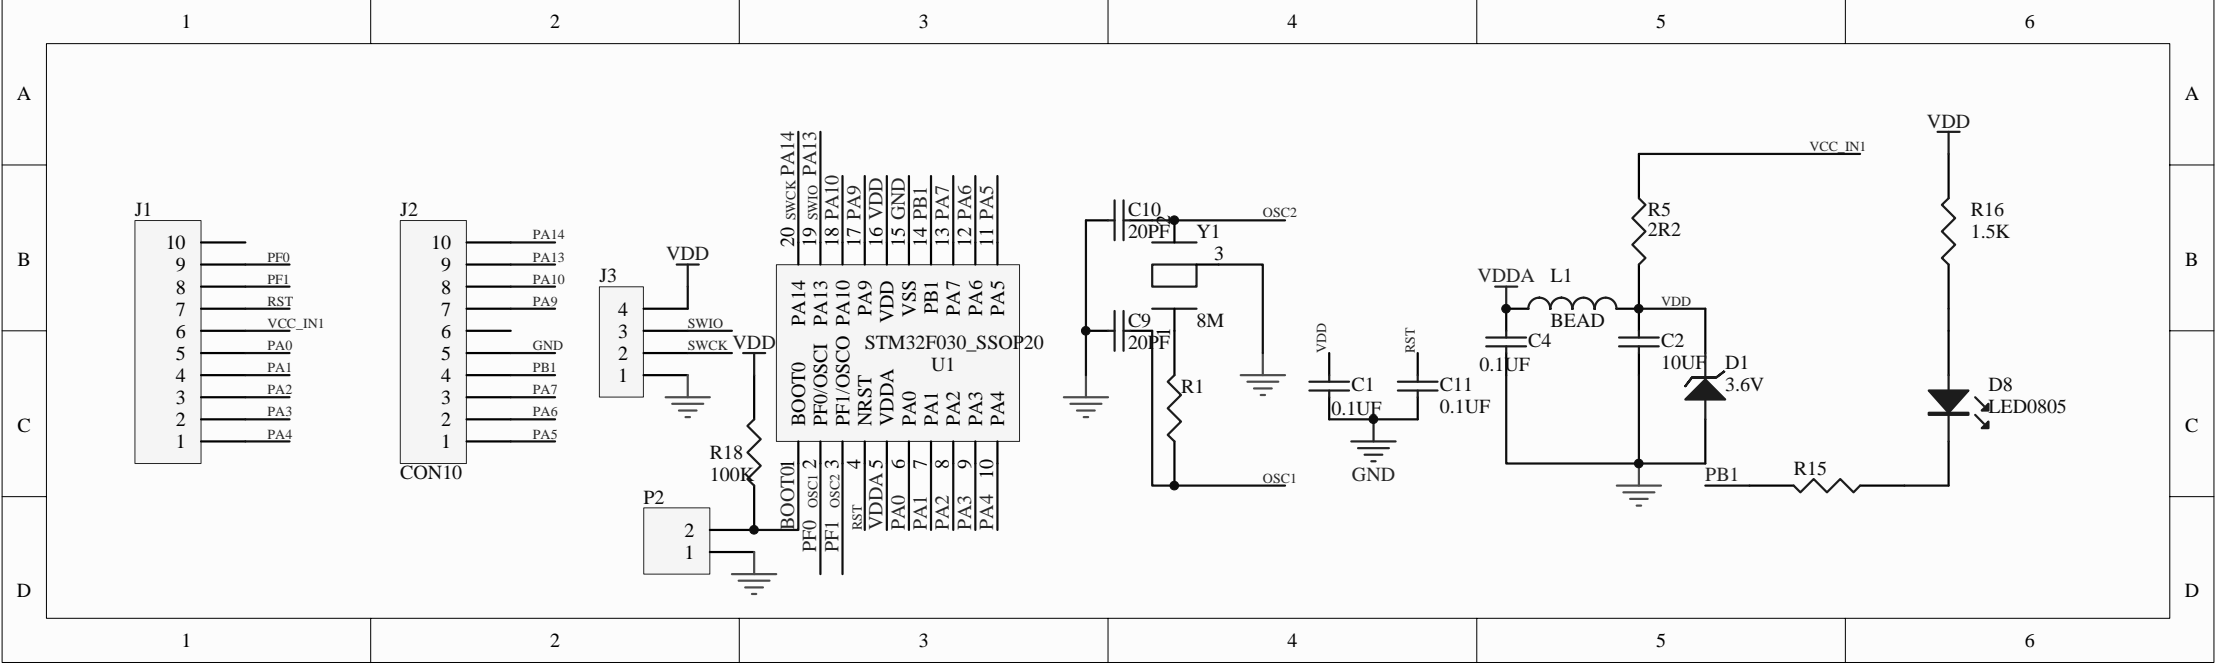 1 2 3 4 5 6
A A
B B
C C
D D
J1
10
9 PF0
8 PF1
7 RST
6 VCC_IN1
5 PA0
4 PA1
3 PA2
2 PA3
1 PA4
J2
10 PA14
9 PA13
8 PA10
7 PA9
6
5 GND
4 PB1
3 PA7
2 PA6
1 PA5
CON10
J3
VDD
4
3 SWIO
2 SWCK
1
VDD
R18
100K
P2
2
1
20 SWCK PA14
19 SWIO PA13
18 PA10
17 PA9
16 VDD
15 GND
14 PB1
13 PA7
12 PA6
11 PA5
PA14
PA13
PA10
PA9
VDD
VSS
PB1
PA7
PA6
PA5
STM32F030_SSOP20
U1
BOOT0
PF0/OSCI
PF1/OSCO
NRST
VDDA
PA0
PA1
PA2
PA3
PA4
BOOT0 1
PF0 OSC1 2
PF1 OSC2 3
RST 4
VDDA 5
PA0 6
PA1 7
PA2 8
PA3 9
PA4 10
C10
20PF
2
OSC2
Y1
3
C9
20PF
1
8M
R1
OSC1
VDD
C1
0.1UF
RST
C11
0.1UF
GND
VCC_IN1
R5
2R2
VDDA
L1
BEAD
VDD
C4
0.1UF
C2
10UF
D1
3.6V
VDD
R16
1.5K
D8
LED0805
PB1
R15
1 2 3 4 5 6